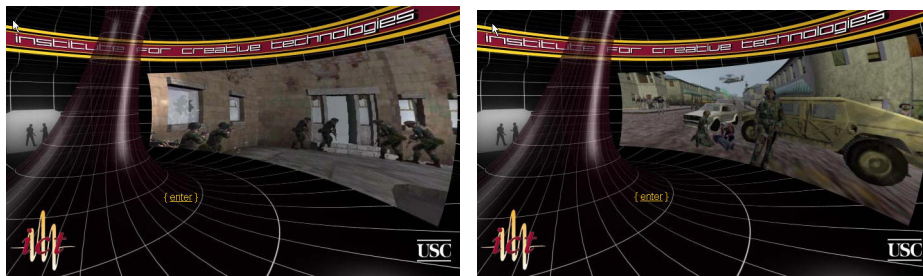 institute for creative technologies
{ enter }
ict
USC
institute for creative technologies
{ enter }
ict
USC